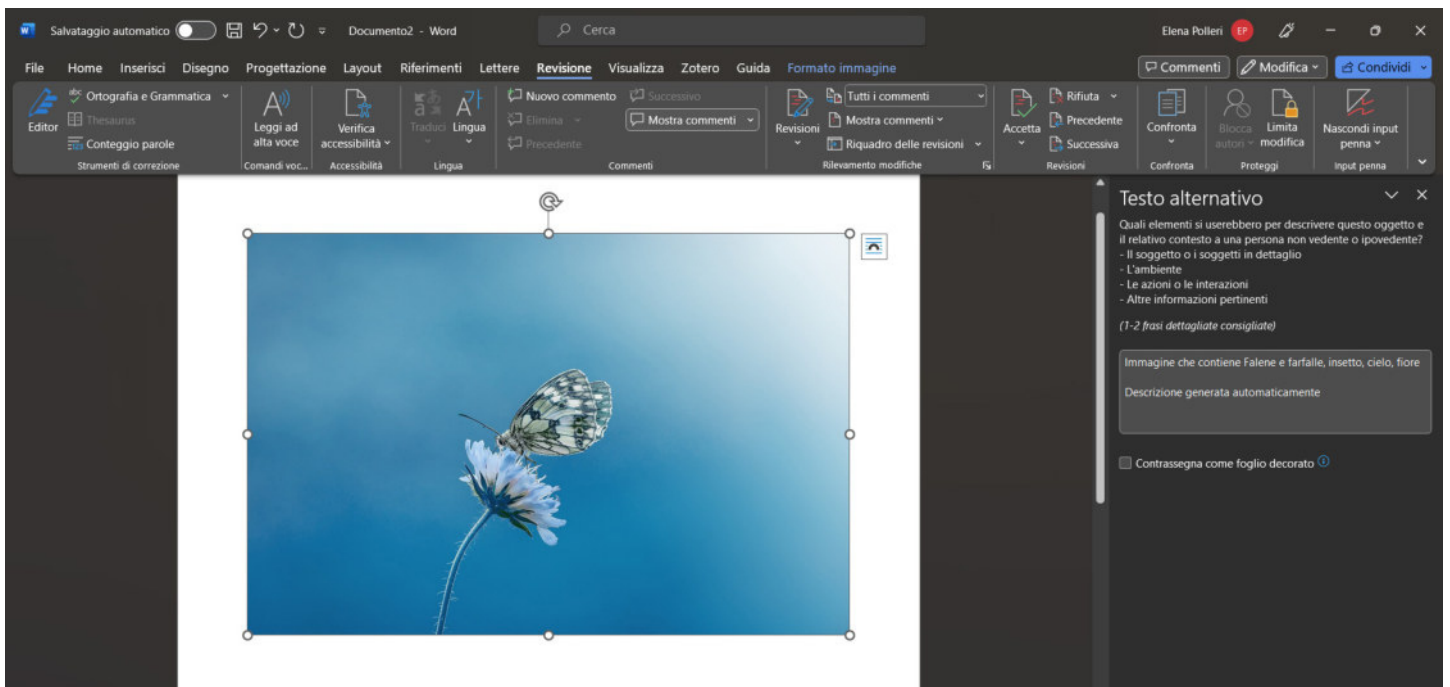 Salvataggio automatico
Documento2 - Word
Cerca
Elena Polleri EP
File Home Inserisci Disegno Progettazione Layout Riferimenti Lettere Revisione Visualizza Zotero Guida Formato immagine
Commenti Modifica Condividi
Editor
abc Ortografia e Grammatica
Thesaurus
Conteggio parole
Strumenti di correzione
Leggi ad
alta voce
Comandi voc...
Verifica
accessibilità
Accessibilità
Traduci
Lingua
Lingua
Nuovo commento
Elimina
Precedente
Successivo
Mostra commenti
Commenti
Revisioni
Tutti i commenti
Mostra commenti
Riquadro delle revisioni
Rilevamento modifiche
Accetta
Rifiuta
Precedente
Successiva
Revisioni
Confronta
Confronta
Blocca
autori
Limita
modifica
Proteggi
Nascondi input
penna
Input penna
Testo alternativo
Quali elementi si userebbero per descrivere questo oggetto e
il relativo contesto a una persona non vedente o ipovedente?
- Il soggetto o i soggetti in dettaglio
- L'ambiente
- Le azioni o le interazioni
- Altre informazioni pertinenti
(1-2 frasi dettagliate consigliate)
Immagine che contiene Falene e farfalle, insetto, cielo, fiore
Descrizione generata automaticamente
Contrassegna come foglio decorato